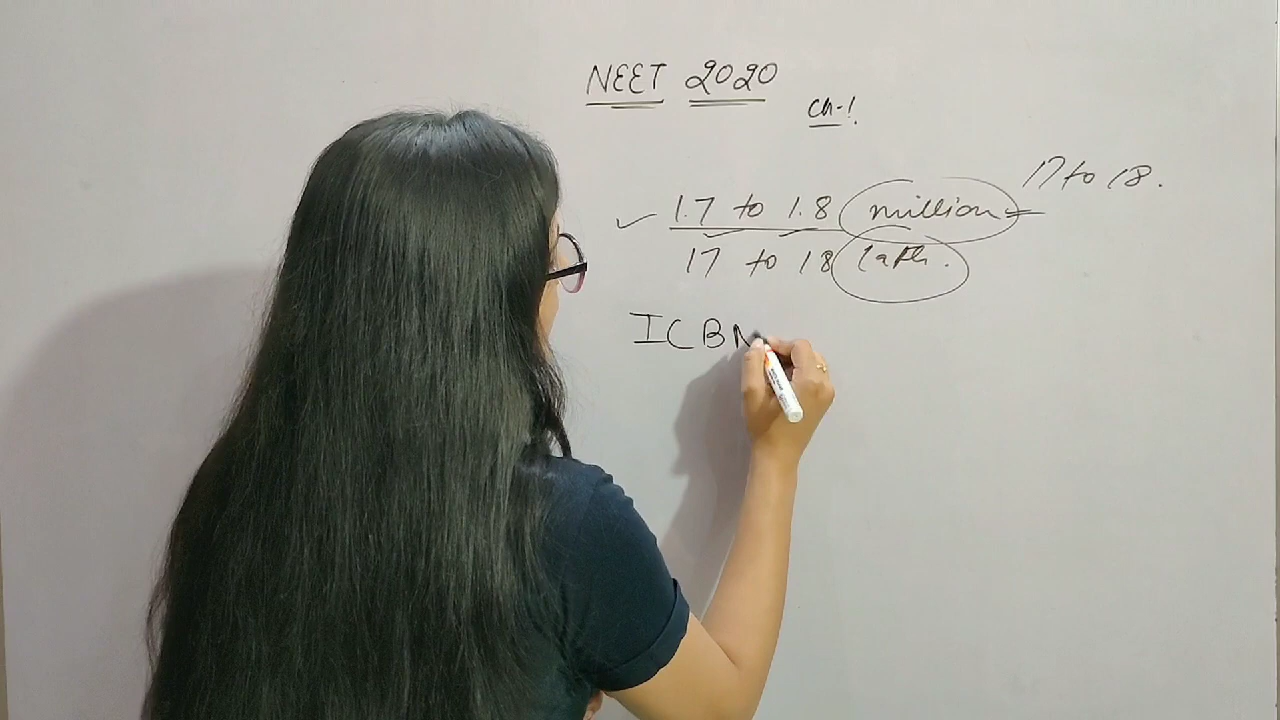 NEET 2020
Ch-1
17 to 18.
1.7 to 1.8 million
17 to 18 lakh.
ICBN